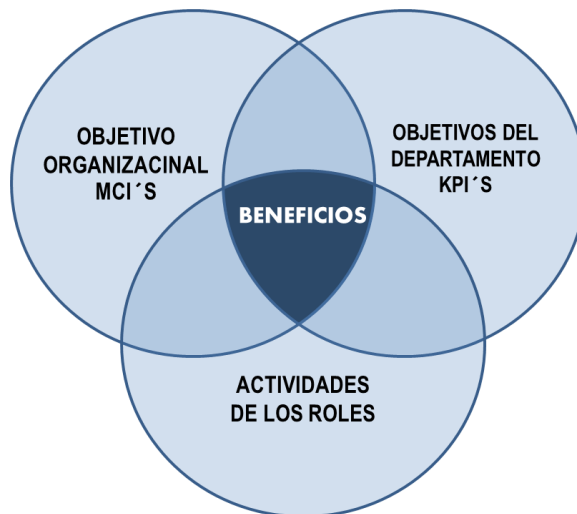 OBJETIVO
ORGANIZACINAL
MCI´S
OBJETIVOS DEL
DEPARTAMENTO
KPI´S
BENEFICIOS
ACTIVIDADES
DE LOS ROLES